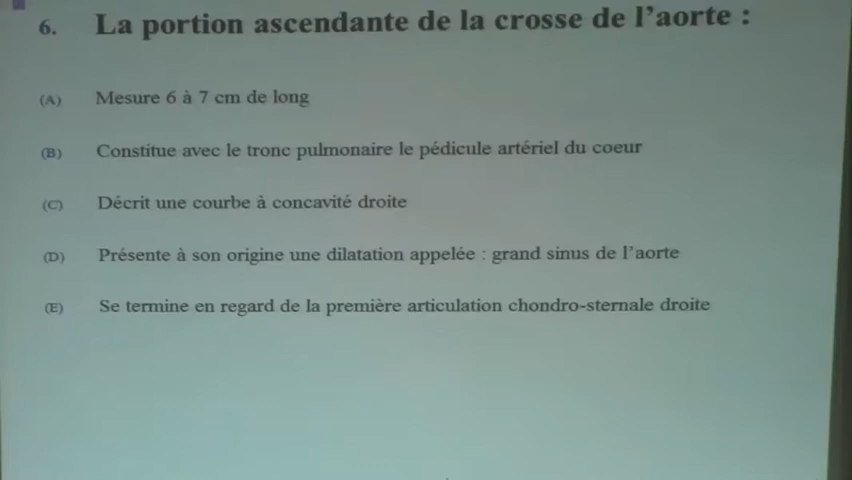 6. La portion ascendante de la crosse de l'aorte :
(A) Mesure 6 à 7 cm de long
(B) Constitue avec le tronc pulmonaire le pédicule artériel du coeur
(C) Décrit une courbe à concavité droite
(D) Présente à son origine une dilatation appelée : grand sinus de l'aorte
(E) Se termine en regard de la première articulation chondro-sternale droite